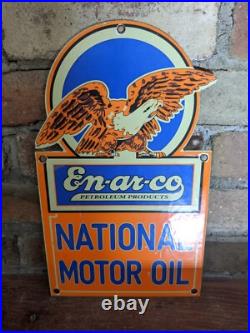 En-ar-co
PETROLEUM PRODUCTS
NATIONAL
MOTOR OIL